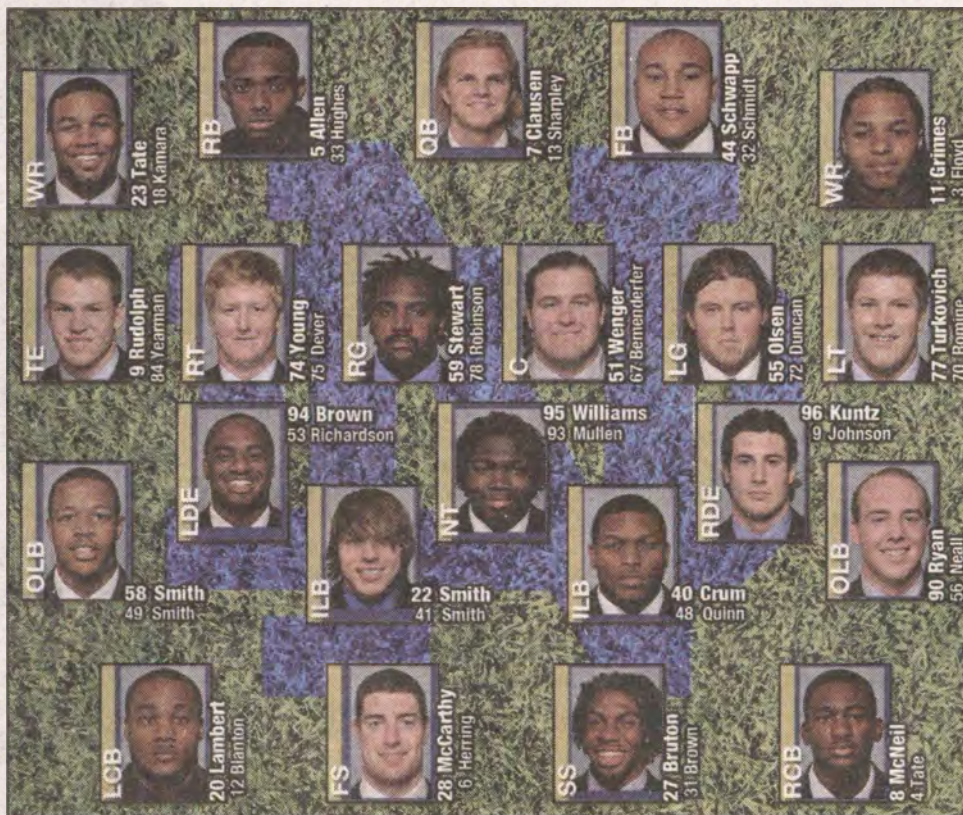 WR
23 Tate
18 Kamara
RB
5 Allen
33 Hughes
QB
7 Clausen
13 Sharpley
FB
44 Schwapp
32 Schmidt
WR
11 Grimes
3 Floyd
TE
9 Rudolph
84 Yearman
RT
74 Young
75 Dever
RG
59 Stewart
78 Robinson
C
51 Wenger
67 Bemenderfer
LG
55 Olsen
72 Duncan
LT
77 Turkovich
70 Romine
OLB
58 Smith
49 Smith
LDE
94 Brown
53 Richardson
ILB
22 Smith
41 Smith
NT
95 Williams
93 Mullen
ILB
40 Crum
48 Quinn
RDE
96 Kuntz
9 Johnson
OLB
90 Ryan
56 Neall
LCB
20 Lambert
12 Blanton
FS
28 McCarthy
6 Herring
SS
27 Bruton
31 Brown
RCB
8 McNeil
4 Tate